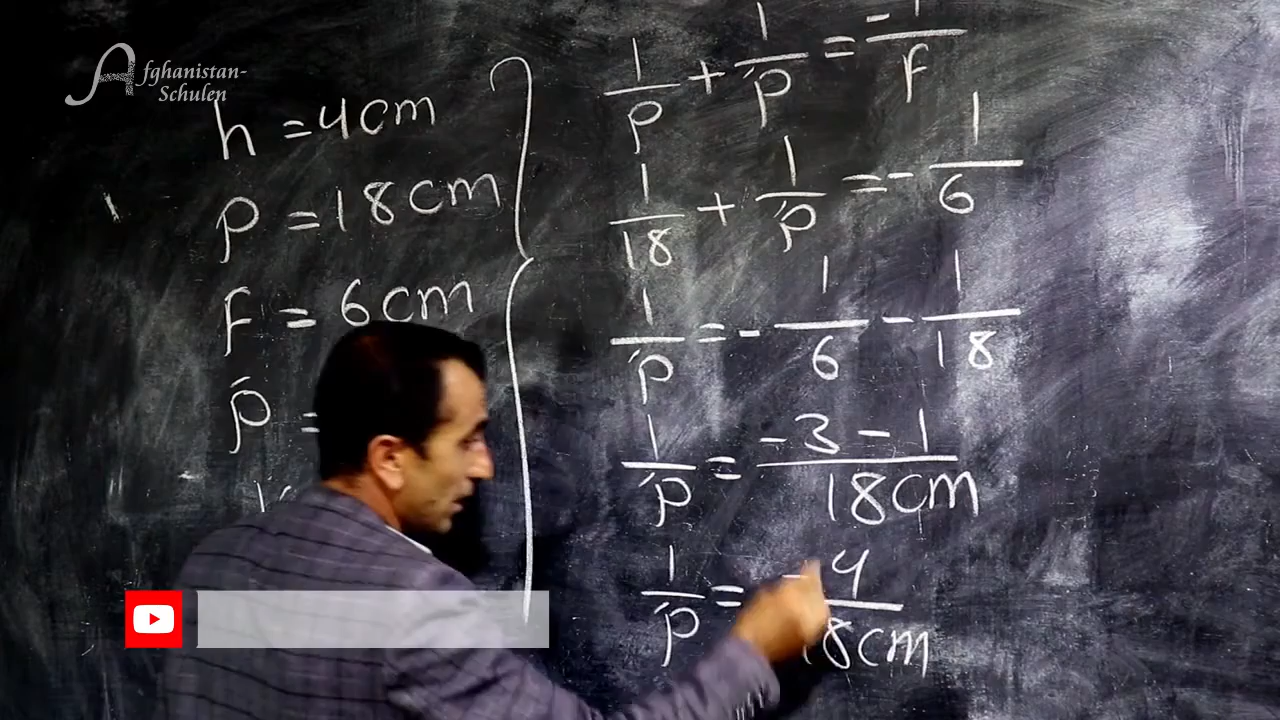 Afghanistan-
Schulen
h = 4cm
p = 18cm
F = 6cm
ṕ =
1/p + 1/ṕ = -1/F
1/18 + 1/ṕ = - 1/6
1/ṕ = - 1/6 - 1/18
1/ṕ = -3 - 1/18cm
1/ṕ = -4/18cm